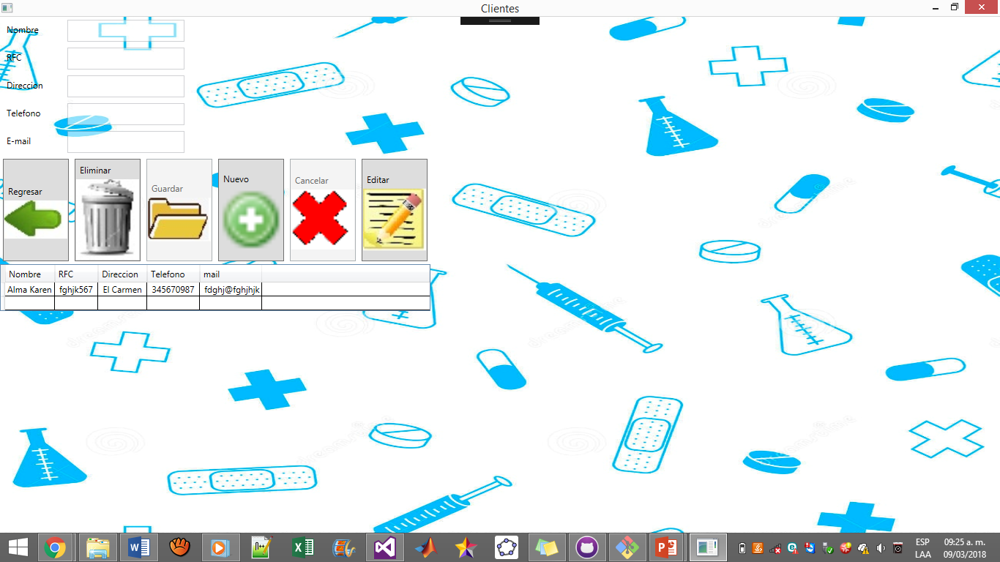 Clientes
Nombre
RFC
Direccion
Telefono
E-mail
Regresar
Eliminar
Guardar
Nuevo
Cancelar
Editar
Nombre RFC Direccion Telefono mail
Alma Karen fghjk567 El Carmen 345670987 fdghj@fghjhjk
ESP 09:25 a. m.
LAA 09/03/2018